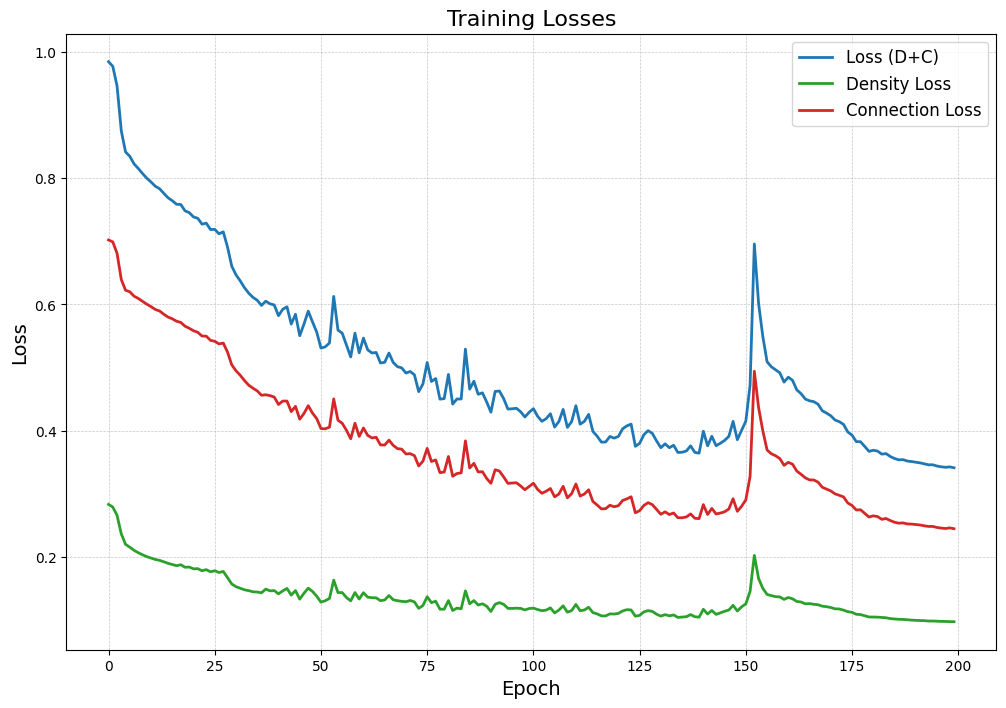 Training Losses
Loss (D+C)
Density Loss
Connection Loss
Loss
1.0
0.8
0.6
0.4
0.2
0 25 50 75 100 125 150 175 200
Epoch